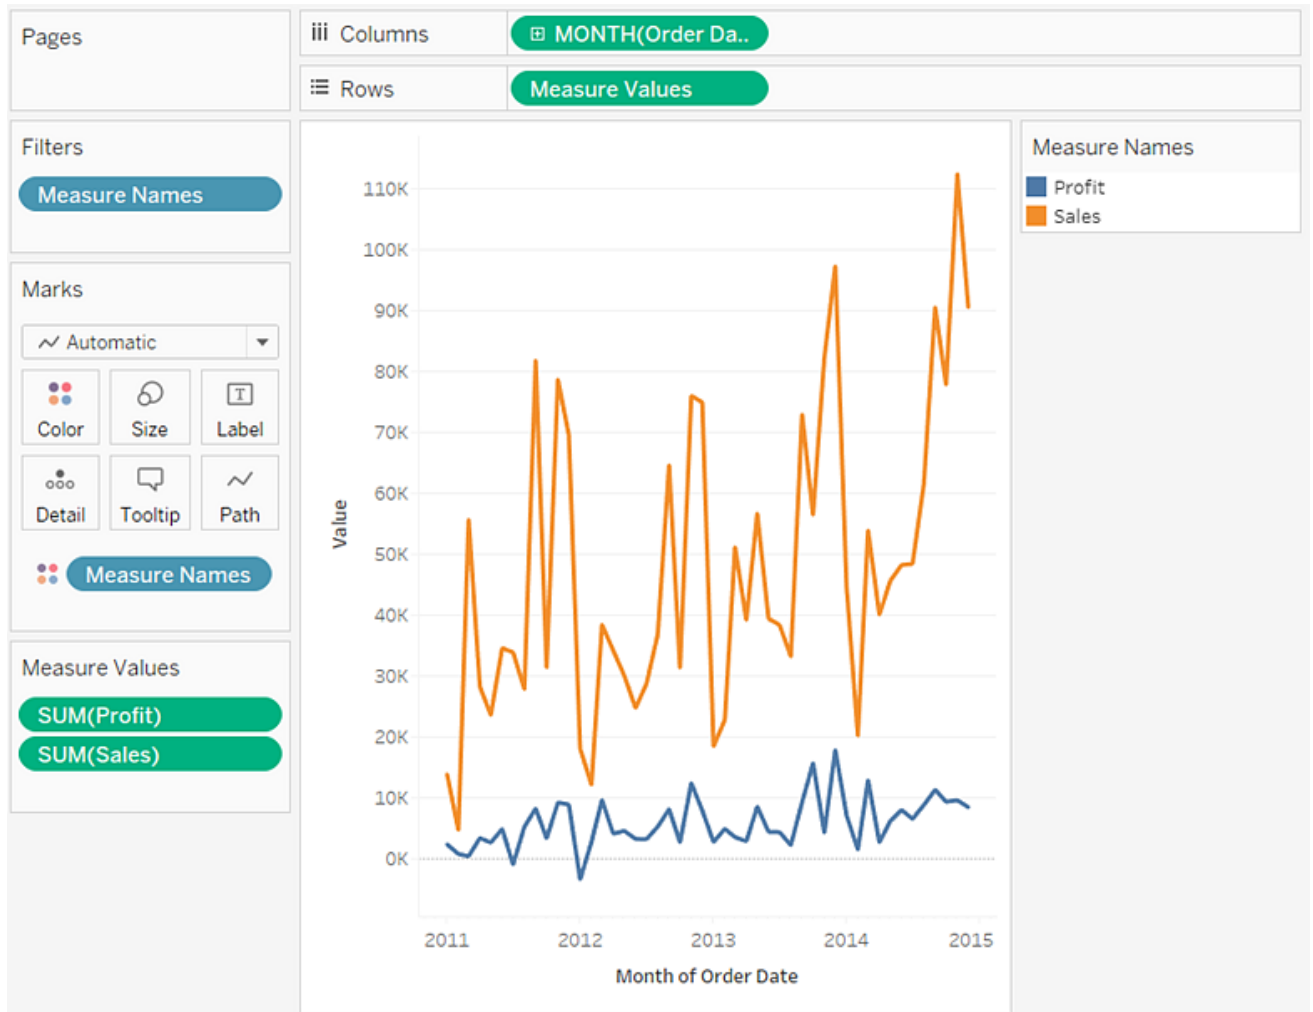 Pages
Columns
MONTH(Order Da..
Rows
Measure Values
Filters
Measure Names
Marks
Automatic
Color
Size
T
Label
Detail
Tooltip
Path
Measure Names
Measure Values
SUM(Profit)
SUM(Sales)
110K
100K
90K
80K
70K
60K
50K
40K
30K
20K
10K
0K
Value
2011
2012
2013
2014
2015
Month of Order Date
Measure Names
Profit
Sales